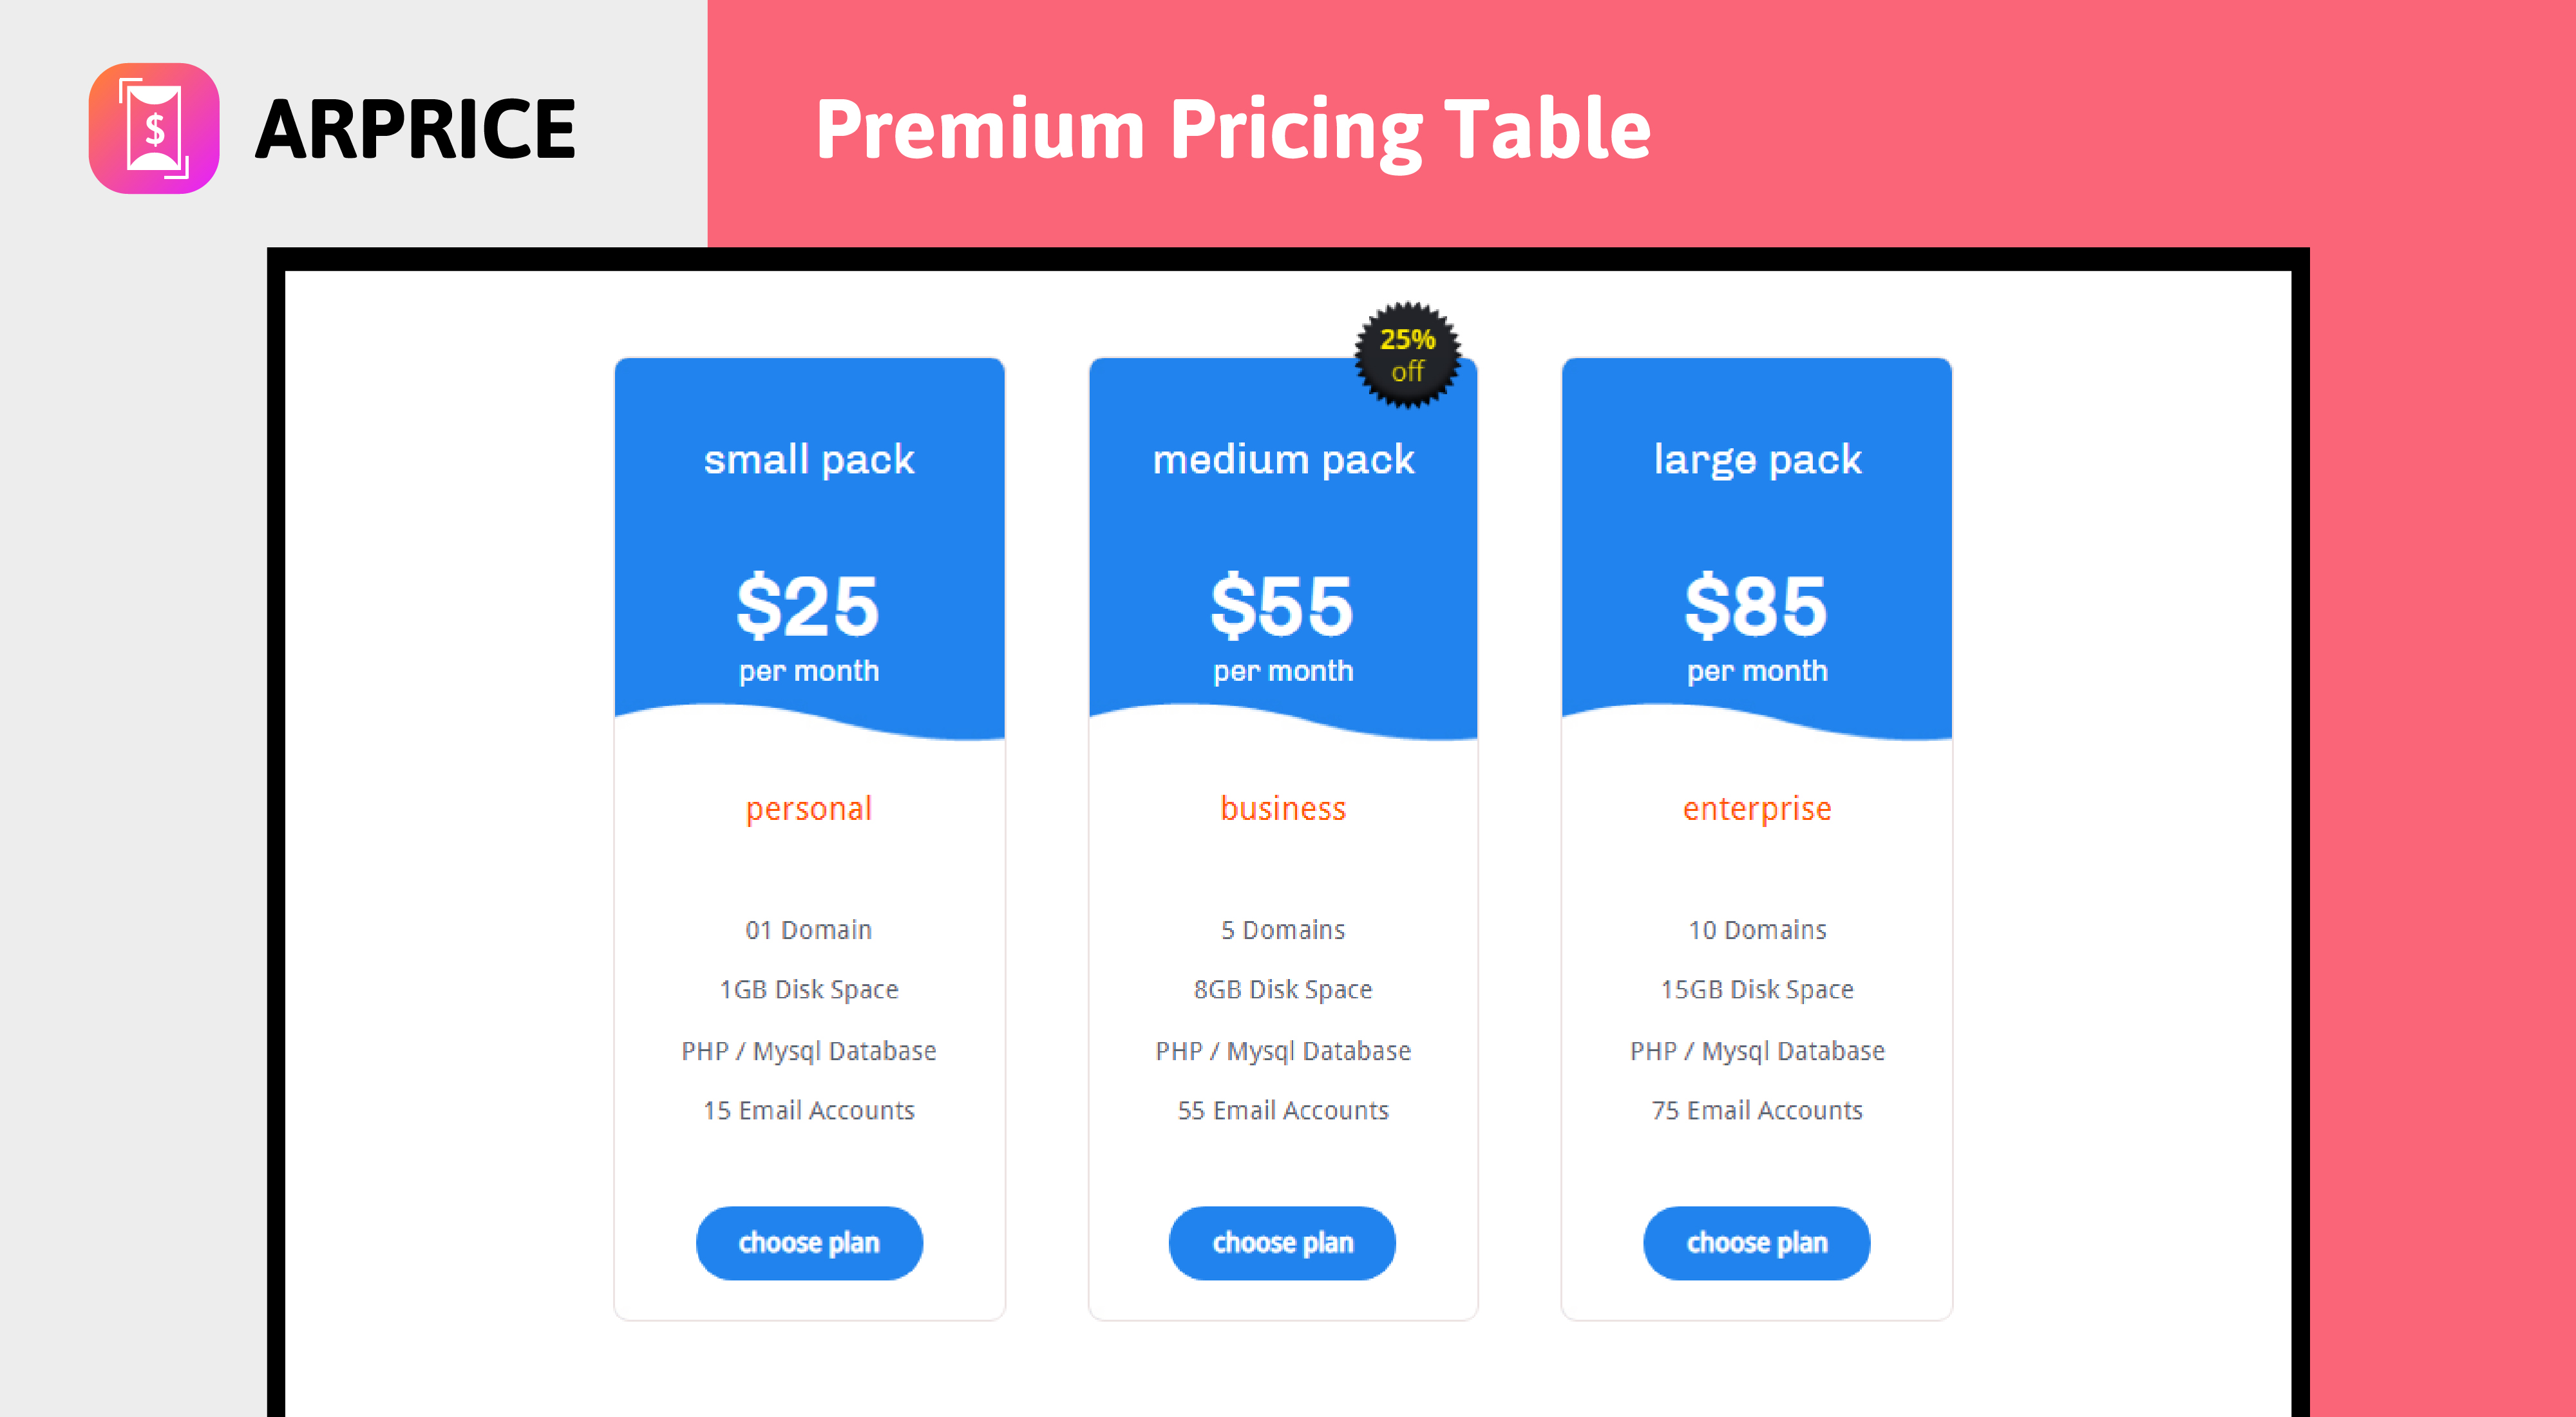 $
ARPRICE
Premium Pricing Table
small pack
$25
per month
personal
01 Domain
1GB Disk Space
PHP / Mysql Database
15 Email Accounts
choose plan
25%
off
medium pack
$55
per month
business
5 Domains
8GB Disk Space
PHP / Mysql Database
55 Email Accounts
choose plan
large pack
$85
per month
enterprise
10 Domains
15GB Disk Space
PHP / Mysql Database
75 Email Accounts
choose plan